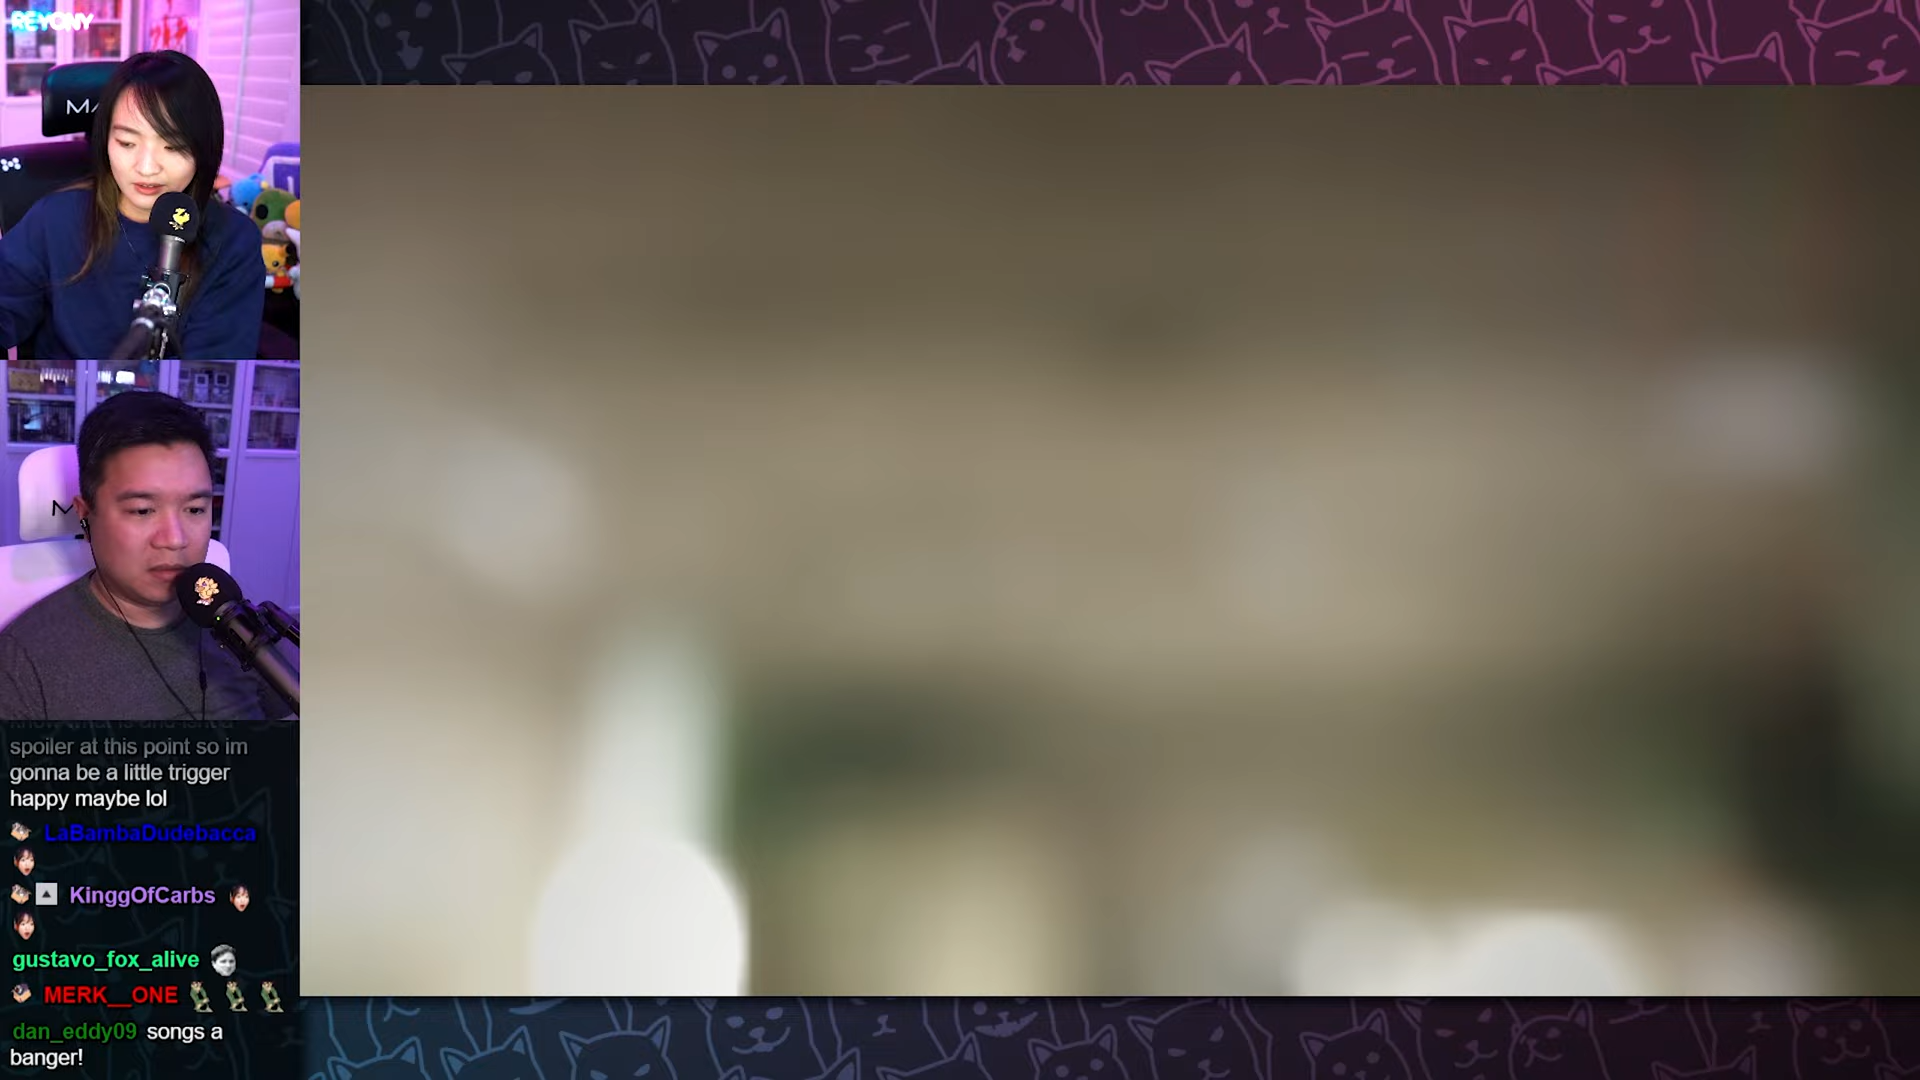 REYONY
MA
M
spoiler at this point so im
gonna be a little trigger
happy maybe lol
LaBambaDudebacca
KinggOfCarbs
gustavo_fox_alive
MERK__ONE
dan_eddy09 songs a
banger!